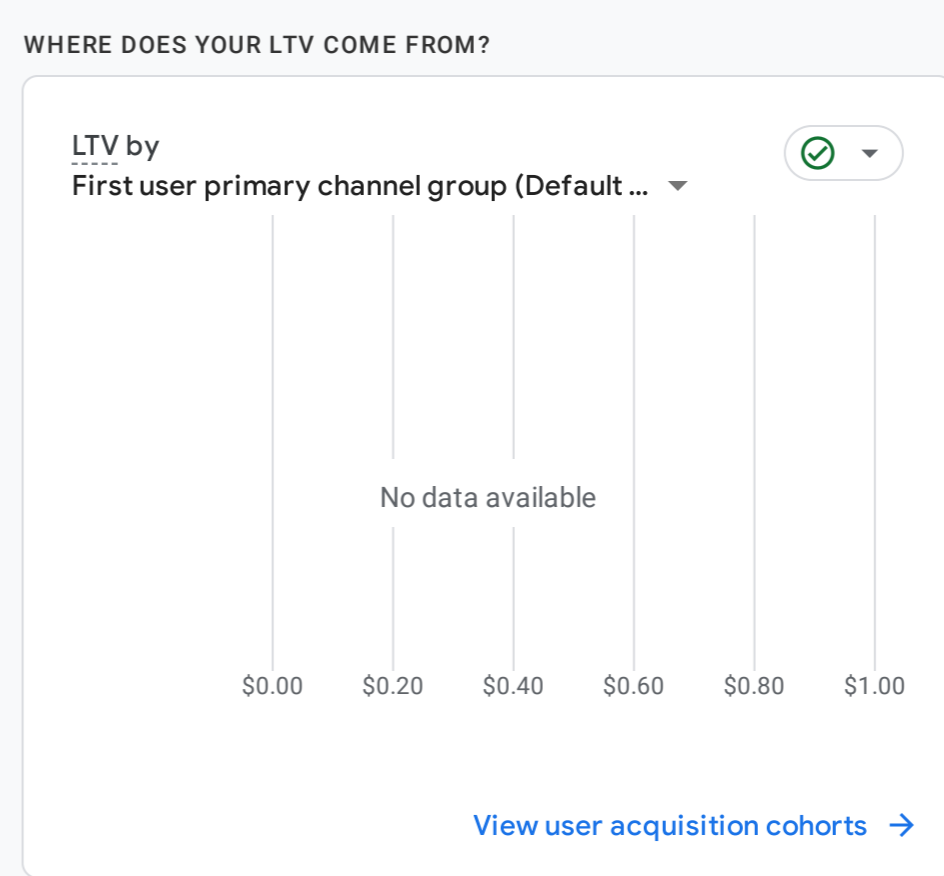 WHERE DOES YOUR LTV COME FROM?
LTV by
First user primary channel group (Default ...
No data available
$0.00 $0.20 $0.40 $0.60 $0.80 $1.00
View user acquisition cohorts